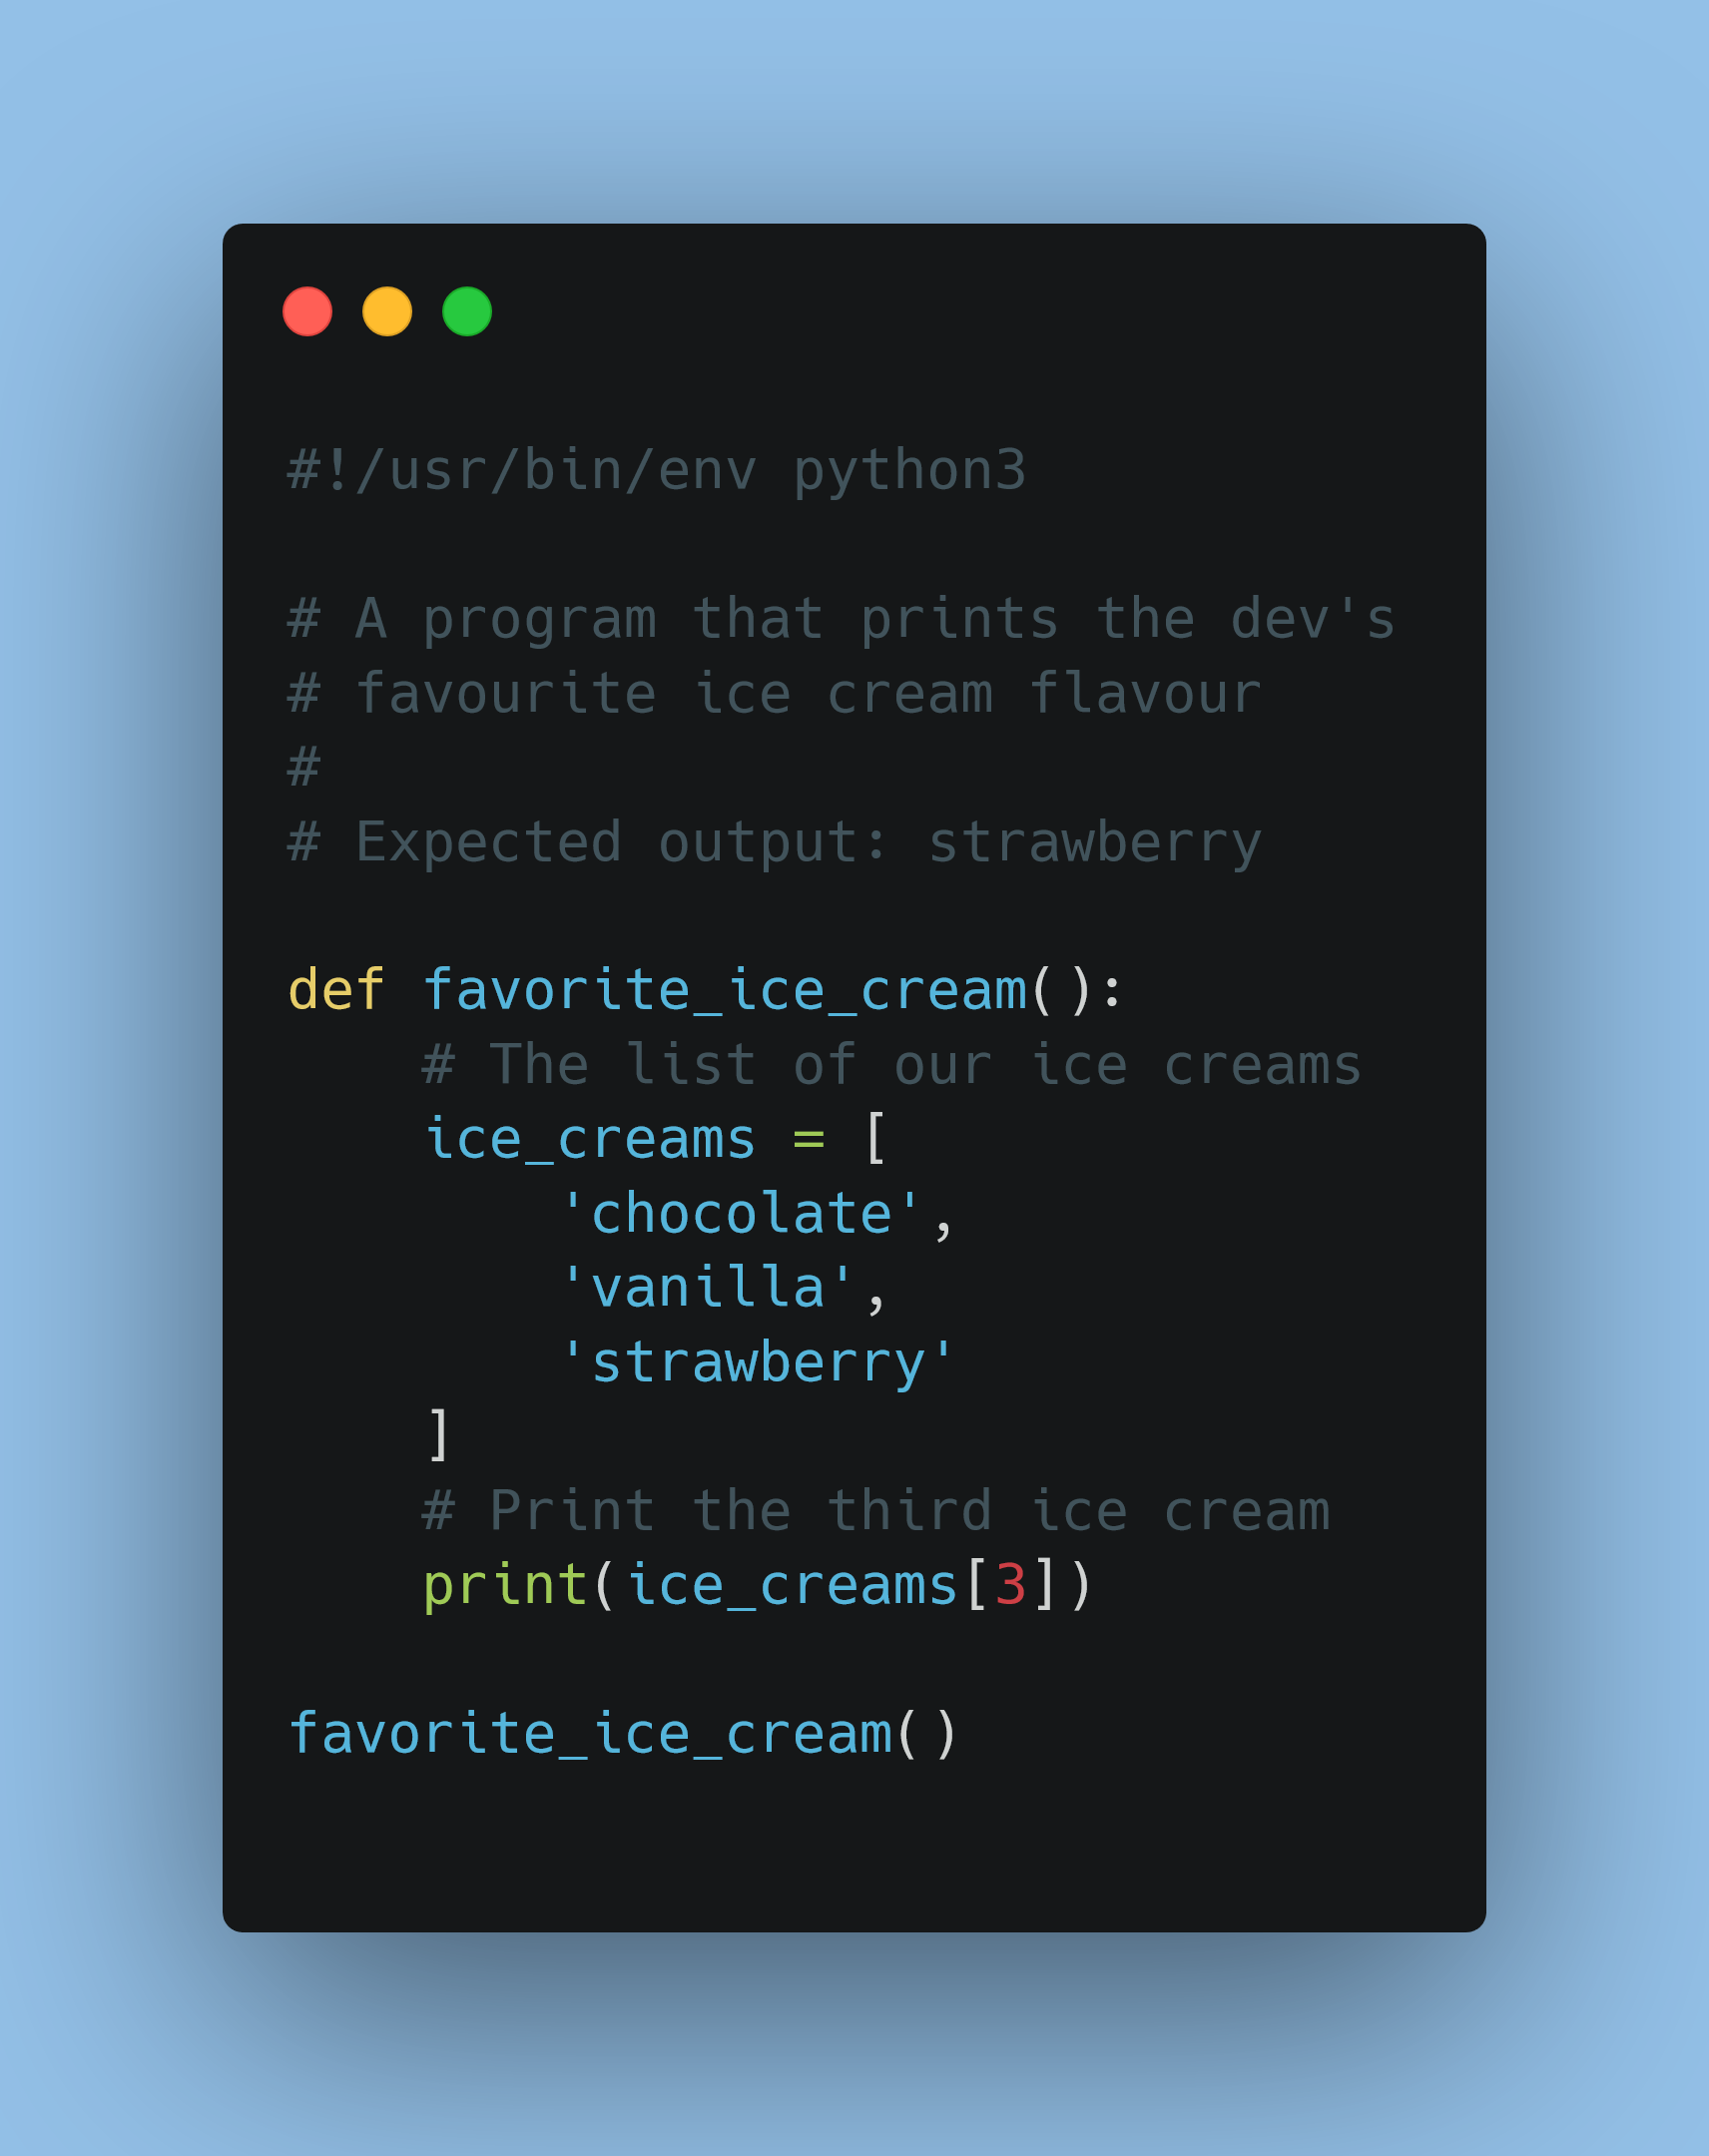 #!/usr/bin/env python3

# A program that prints the dev's
# favourite ice cream flavour
#
# Expected output: strawberry

def favorite_ice_cream():
    # The list of our ice creams
    ice_creams = [
        'chocolate',
        'vanilla',
        'strawberry'
    ]
    # Print the third ice cream
    print(ice_creams[3])

favorite_ice_cream()